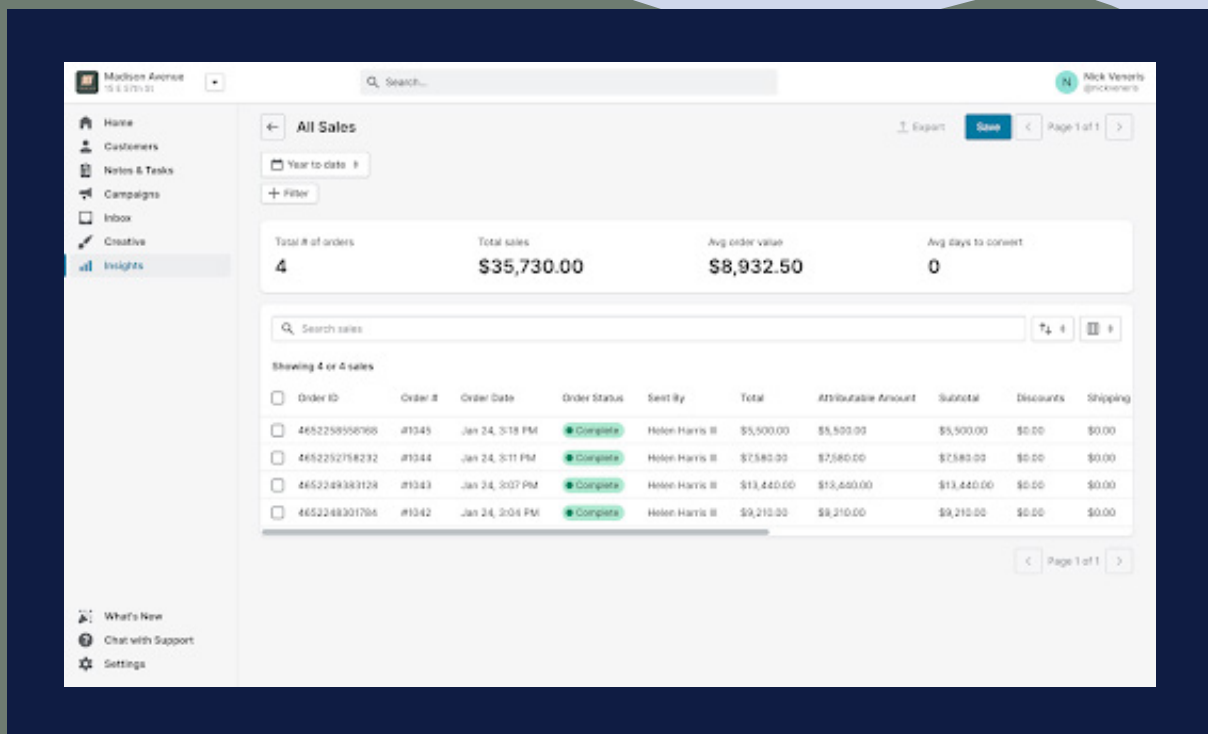 Madison Avenue
Search...
N
Nick Veneris
@nickveneris
Home
Customers
Notes & Tasks
Campaigns
Inbox
Creative
Insights
What's New
Chat with Support
Settings
All Sales
Export
Save
Page 1 of 1
Year to date
Filter
Total # of orders
4
Total sales
$35,730.00
Avg order value
$8,932.50
Avg days to convert
0
Search sales
Showing 4 or 4 sales
Order ID Order # Order Date Order Status Sent By Total Attributable Amount Subtotal Discounts Shipping
4652258558168 #1045 Jan 24, 3:18 PM Complete Helen Harris III $5,500.00 $5,500.00 $5,500.00 $0.00 $0.00
4652252758232 #1044 Jan 24, 3:11 PM Complete Helen Harris III $7,580.00 $7,580.00 $7,580.00 $0.00 $0.00
4652249383128 #1043 Jan 24, 3:07 PM Complete Helen Harris III $13,440.00 $13,440.00 $13,440.00 $0.00 $0.00
4652248301784 #1042 Jan 24, 3:04 PM Complete Helen Harris III $9,210.00 $9,210.00 $9,210.00 $0.00 $0.00
Page 1 of 1